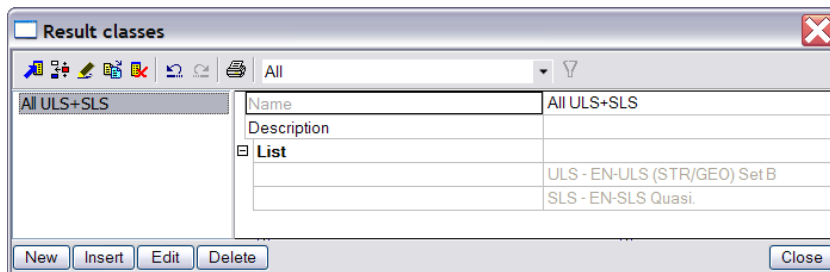 Result classes
All
All ULS+SLS
Name All ULS+SLS
Description
List
ULS - EN-ULS (STR/GEO) Set B
SLS - EN-SLS Quasi.
New Insert Edit Delete Close